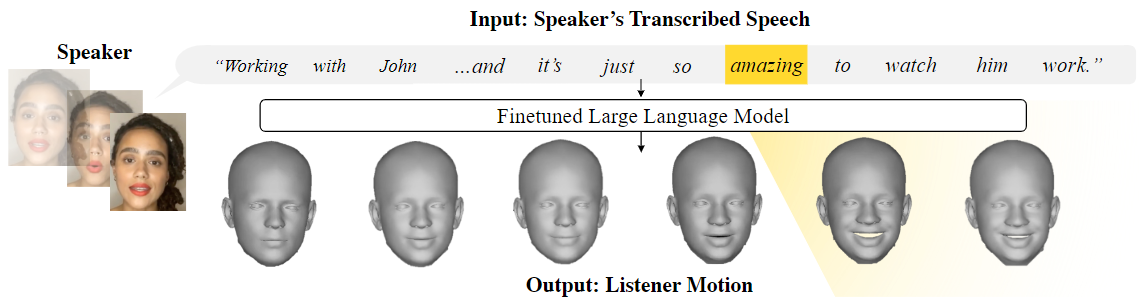 Input: Speaker’s Transcribed Speech
Speaker
“Working with John ...and it’s just so amazing to watch him work.”
Finetuned Large Language Model
Output: Listener Motion